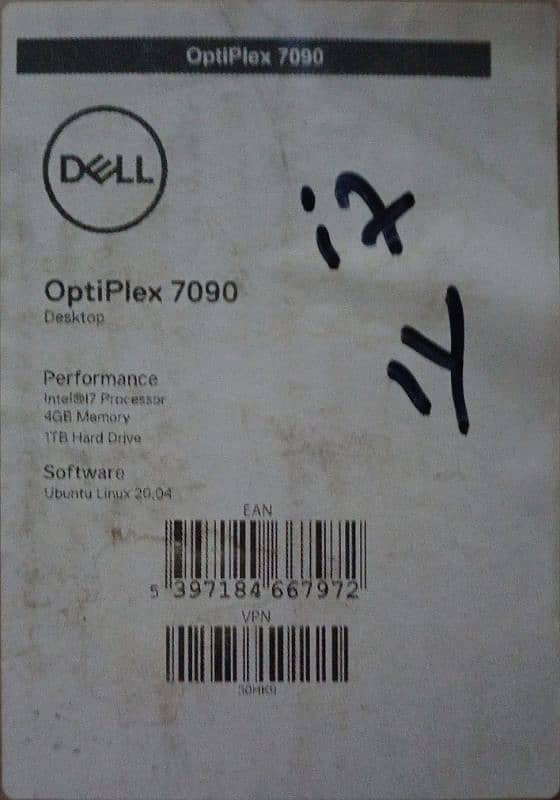 OptiPlex 7090
DELL
i7
OptiPlex 7090
Desktop
Performance
Intel®I7 Processor
4GB Memory
1TB Hard Drive
Software
Ubuntu Linux 20.04
EAN
5 397184 667972
VPN